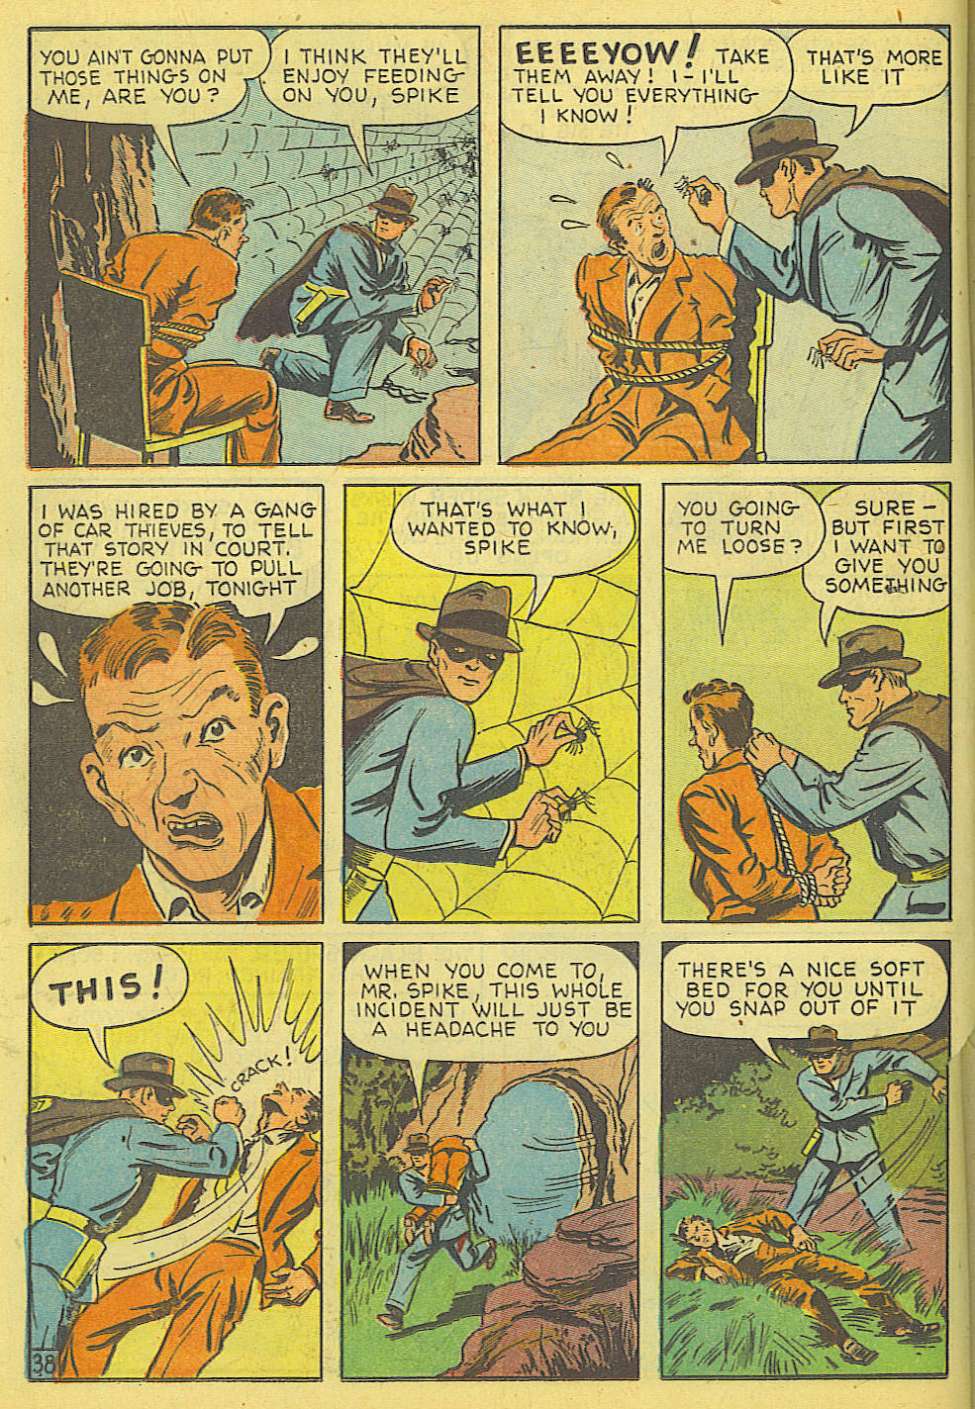 YOU AIN'T GONNA PUT
THOSE THINGS ON
ME, ARE YOU?
I THINK THEY'LL
ENJOY FEEDING
ON YOU, SPIKE
EEEEYOW! TAKE
THEM AWAY! I-I'LL
TELL YOU EVERYTHING
I KNOW!
THAT'S MORE
LIKE IT
I WAS HIRED BY A GANG
OF CAR THIEVES, TO TELL
THAT STORY IN COURT.
THEY'RE GOING TO PULL
ANOTHER JOB, TONIGHT
THAT'S WHAT I
WANTED TO KNOW,
SPIKE
YOU GOING
TO TURN
ME LOOSE?
SURE -
BUT FIRST
I WANT TO
GIVE YOU
SOMETHING
THIS!
CRACK!
38
WHEN YOU COME TO,
MR. SPIKE, THIS WHOLE
INCIDENT WILL JUST BE
A HEADACHE TO YOU
THERE'S A NICE SOFT
BED FOR YOU UNTIL
YOU SNAP OUT OF IT